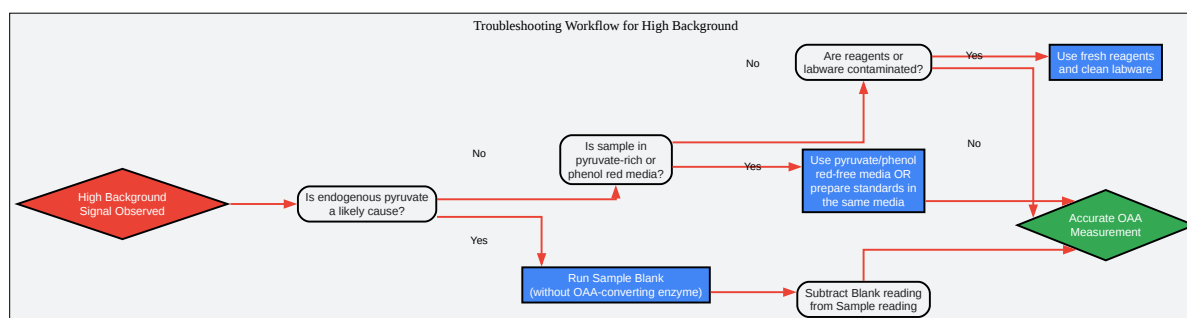 Troubleshooting Workflow for High Background
Are reagents or
labware contaminated?
No
Yes
Use fresh reagents
and clean labware
Is sample in
pyruvate-rich or
phenol red media?
No
Yes
Use pyruvate/phenol
red-free media OR
prepare standards in
the same media
No
High Background
Signal Observed
Is endogenous pyruvate
a likely cause?
Yes
Accurate OAA
Measurement
Run Sample Blank
(without OAA-converting enzyme)
Subtract Blank reading
from Sample reading